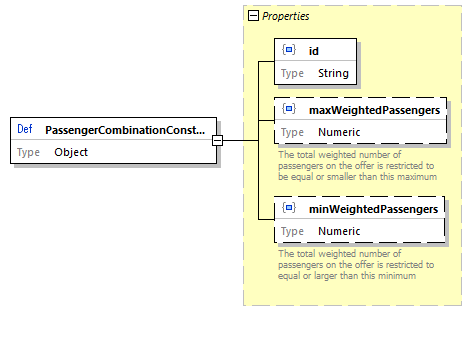 Properties
id
Type String
Def PassengerCombinationConst...
Type Object
maxWeightedPassengers
Type Numeric
The total weighted number of
passengers on the offer is restricted to
be equal or smaller than this maximum
minWeightedPassengers
Type Numeric
The total weighted number of
passengers on the offer is restricted to
equal or larger than this minimum